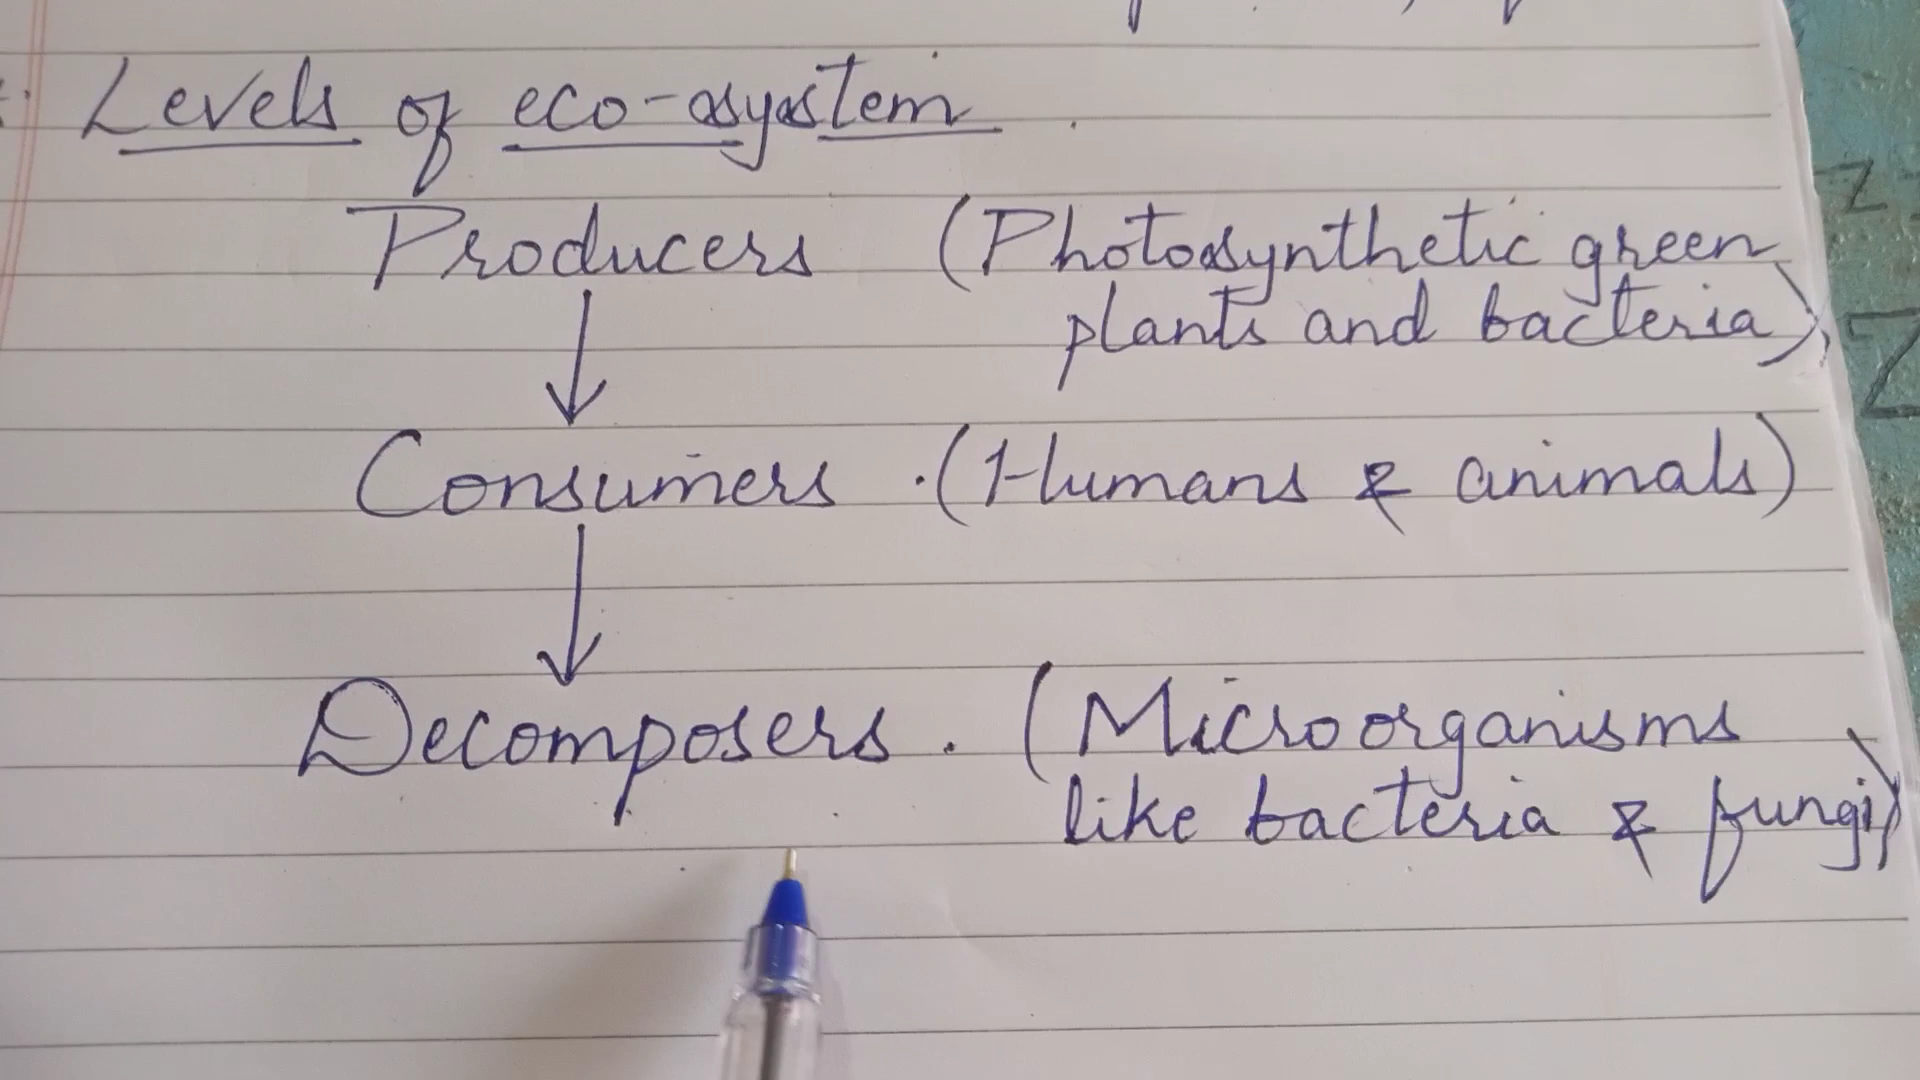 Levels of eco-system
Producers (Photosynthetic green
plants and bacteria)
Consumers . (Humans & animals)
Decomposers . (Microorganisms
like bacteria & fungi)